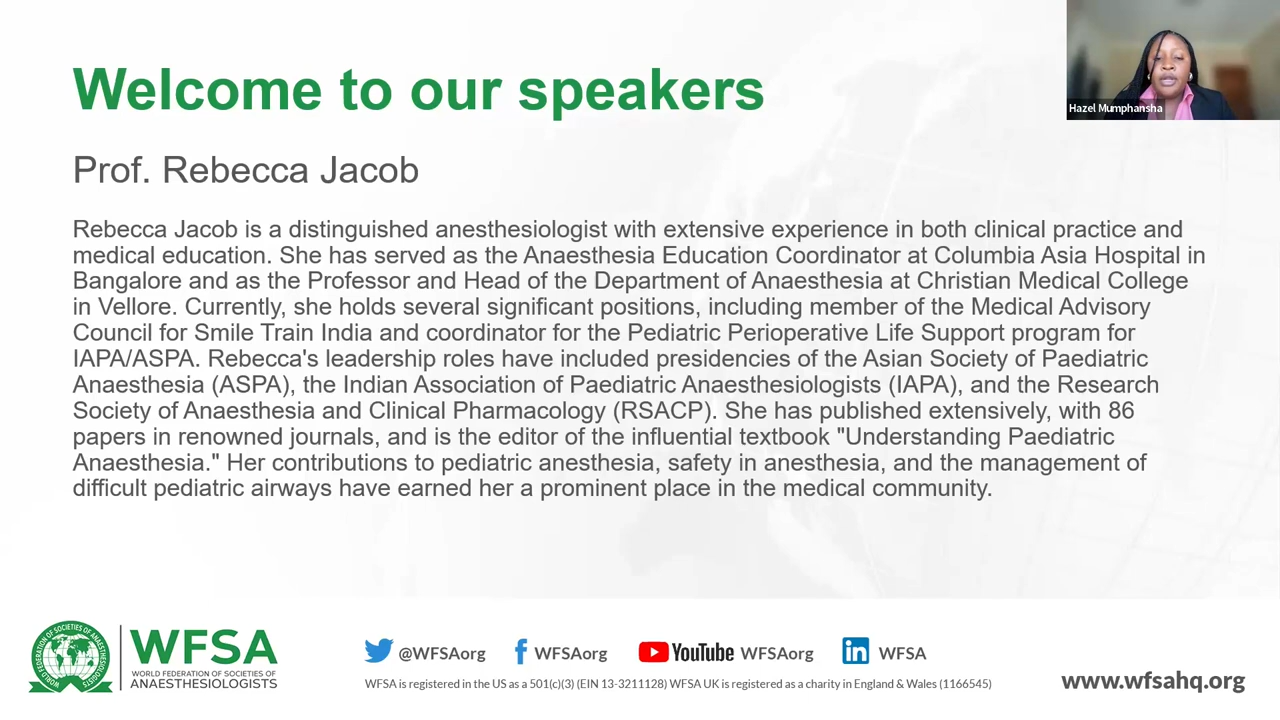 Welcome to our speakers
Hazel Mumphansha
Prof. Rebecca Jacob
Rebecca Jacob is a distinguished anesthesiologist with extensive experience in both clinical practice and
medical education. She has served as the Anaesthesia Education Coordinator at Columbia Asia Hospital in
Bangalore and as the Professor and Head of the Department of Anaesthesia at Christian Medical College
in Vellore. Currently, she holds several significant positions, including member of the Medical Advisory
Council for Smile Train India and coordinator for the Pediatric Perioperative Life Support program for
IAPA/ASPA. Rebecca's leadership roles have included presidencies of the Asian Society of Paediatric
Anaesthesia (ASPA), the Indian Association of Paediatric Anaesthesiologists (IAPA), and the Research
Society of Anaesthesia and Clinical Pharmacology (RSACP). She has published extensively, with 86
papers in renowned journals, and is the editor of the influential textbook "Understanding Paediatric
Anaesthesia." Her contributions to pediatric anesthesia, safety in anesthesia, and the management of
difficult pediatric airways have earned her a prominent place in the medical community.
WORLD FEDERATION OF SOCIETIES OF ANAESTHESIOLOGISTS
WFSA
WORLD FEDERATION OF SOCIETIES OF
ANAESTHESIOLOGISTS
@WFSAorg
WFSAorg
YouTube WFSAorg
in WFSA
WFSA is registered in the US as a 501(c)(3) (EIN 13-3211128) WFSA UK is registered as a charity in England & Wales (1166545)
www.wfsahq.org